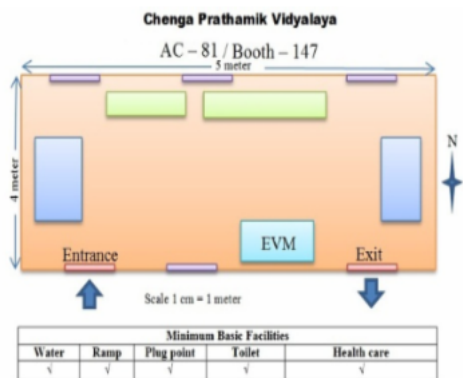 Chenga Prathamik Vidyalaya
AC – 81 / Booth – 147
5 meter
4 meter
N
EVM
Entrance
Exit
Scale 1 cm = 1 meter
Minimum Basic Facilities
Water Ramp Plug point Toilet Health care
√ √ √ √ √